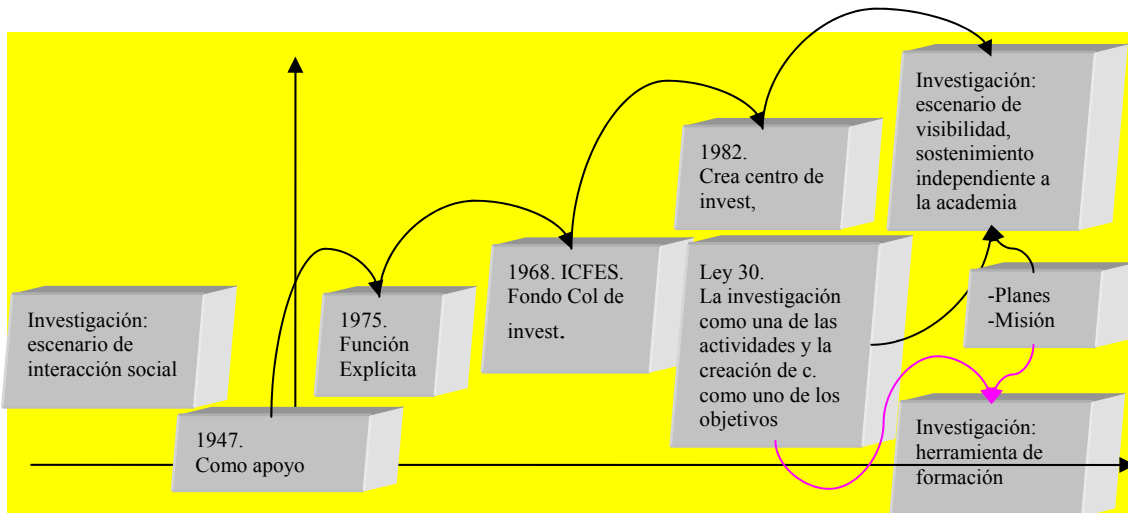 Investigación:
escenario de
interacción social
1947.
Como apoyo
1975.
Función
Explícita
1968. ICFES.
Fondo Col de
invest.
1982.
Crea centro de
invest,
Ley 30.
La investigación
como una de las
actividades y la
creación de c.
como uno de los
objetivos
Investigación:
escenario de
visibilidad,
sostenimiento
independiente a
la academia
-Planes
-Misión
Investigación:
herramienta de
formación